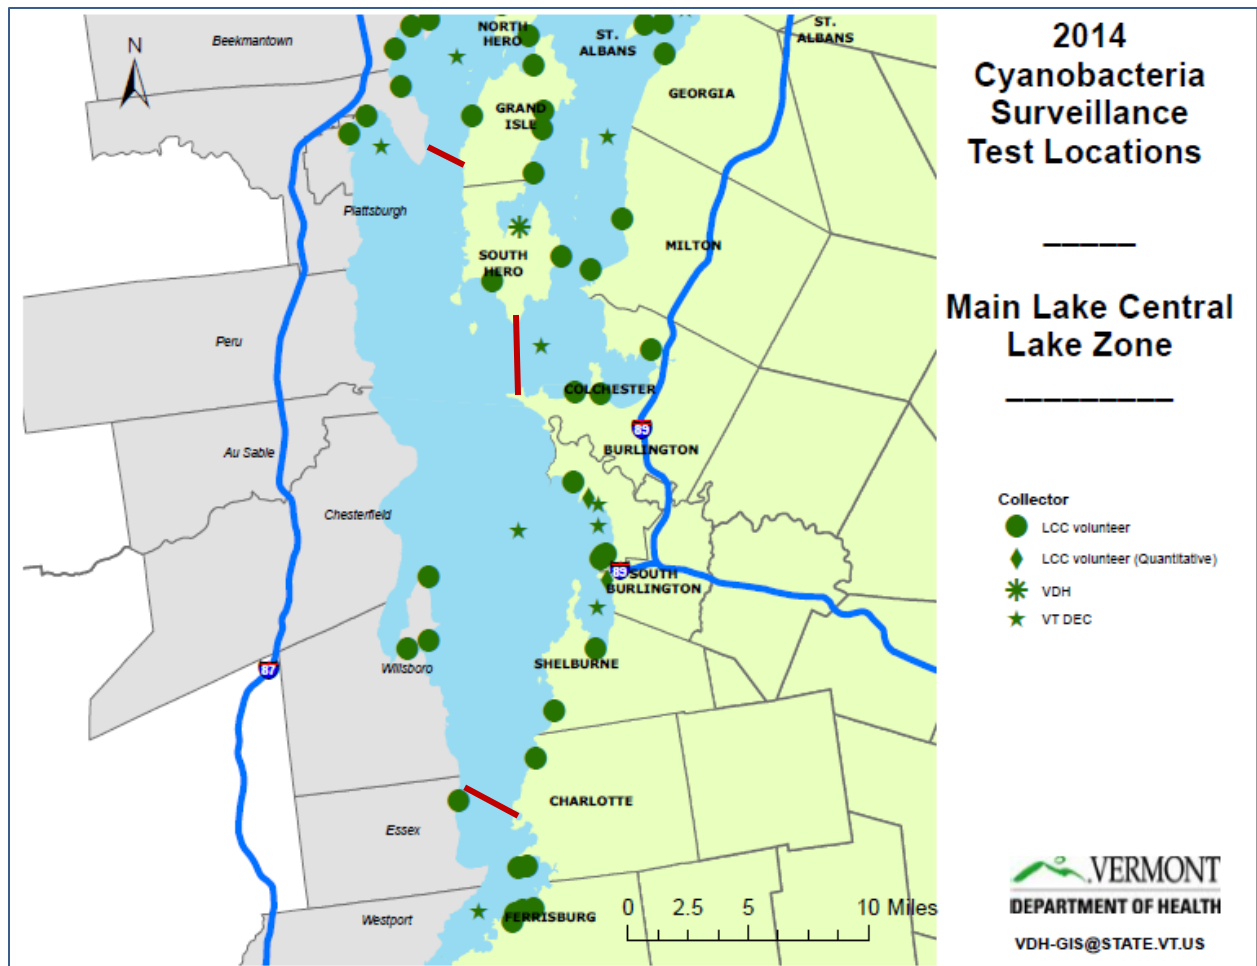 2014
Cyanobacteria
Surveillance
Test Locations
_____
Main Lake Central
Lake Zone
_________
N
Beekmantown
NORTH
HERO
ST.
ALBANS
ST.
ALBANS
GEORGIA
GRAND
ISLE
Plattsburgh
MILTON
SOUTH
HERO
Peru
COLCHESTER
89
BURLINGTON
Au Sable
Chesterfield
89
SOUTH
BURLINGTON
SHELBURNE
Willsboro
87
CHARLOTTE
Essex
Westport
FERRISBURG
0 2.5 5 10 Miles
Collector
LCC volunteer
LCC volunteer (Quantitative)
VDH
VT DEC
VERMONT
DEPARTMENT OF HEALTH
VDH-GIS@STATE.VT.US